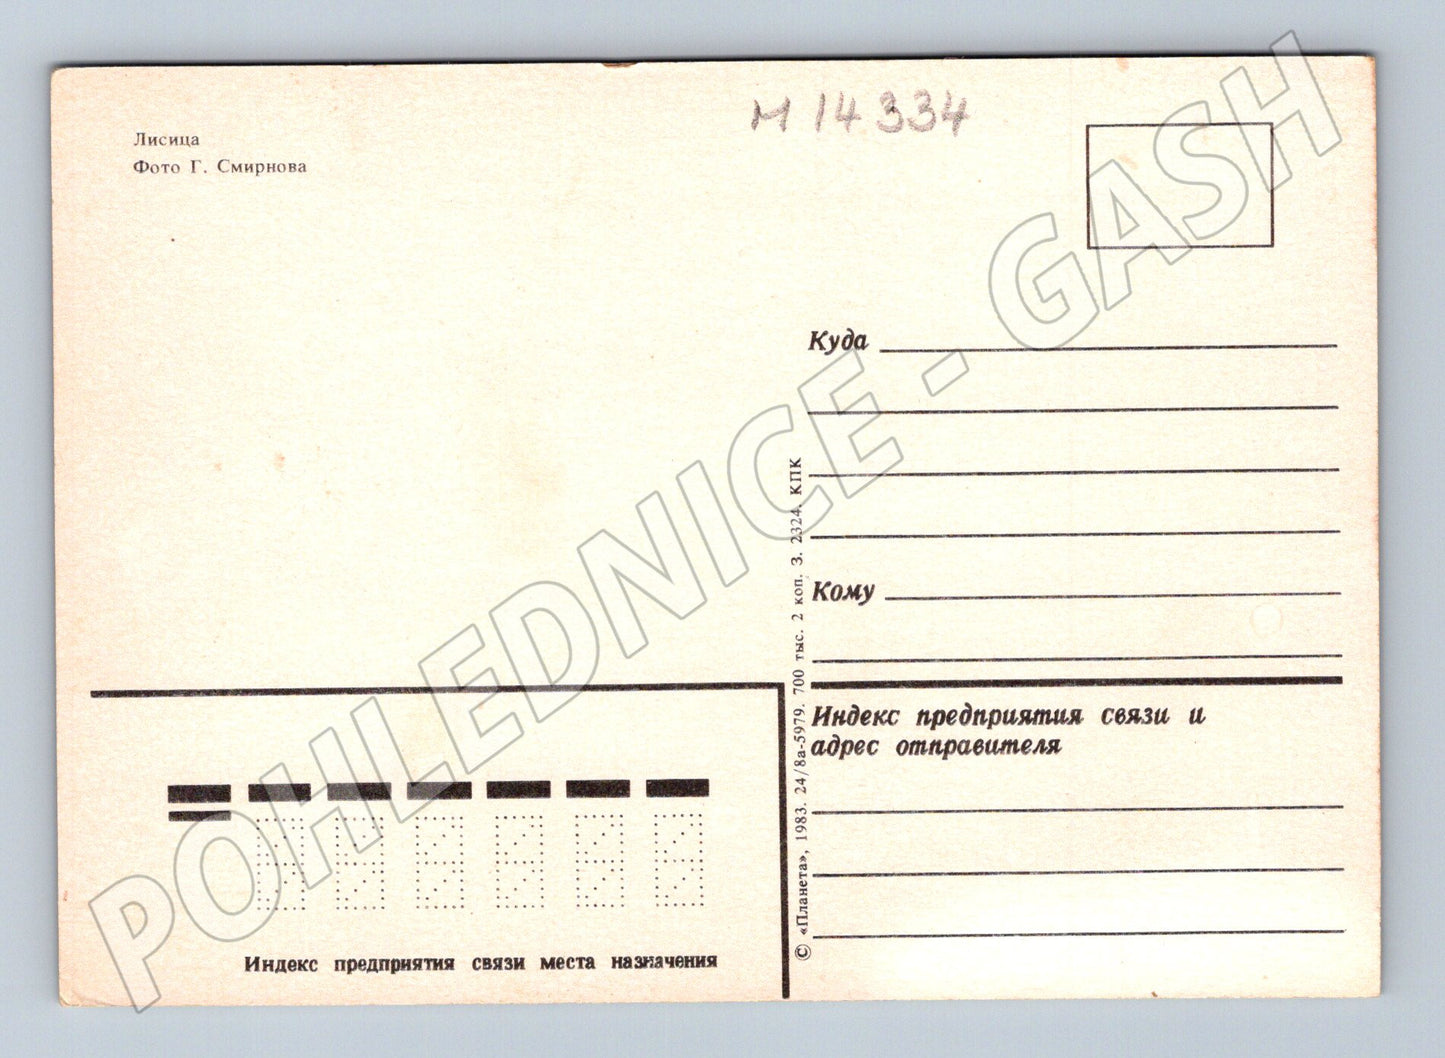 Лисица
Фото Г. Смирнова
М 14 334
Куда
Кому
Индекс предприятия связи и
адрес отправителя
© «Планета», 1983. 24/8а-5979. 700 тыс. 2 коп. З. 2324. КПК
Индекс предприятия связи места назначения
POHLEDNICE - GASH